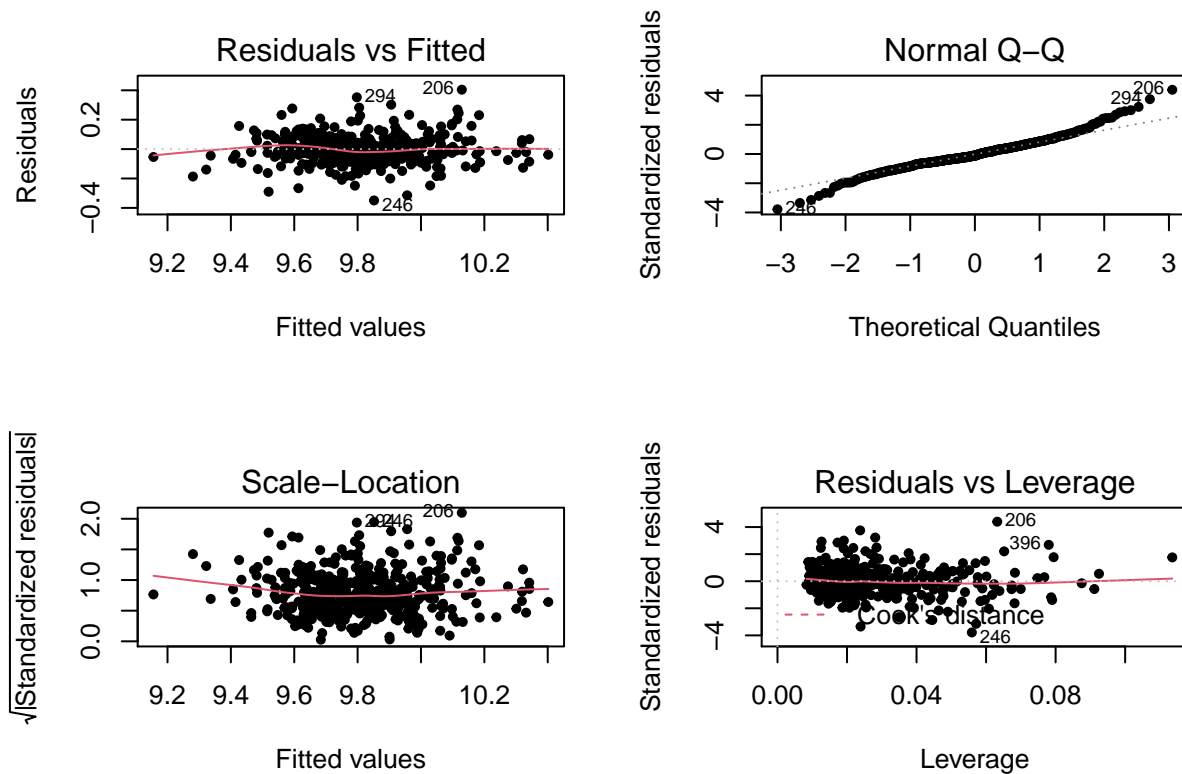 Residuals vs Fitted
Residuals
0.2
−0.4
294
206
246
9.2 9.4 9.6 9.8 10.2
Fitted values
Normal Q−Q
Standardized residuals
4
0
−4
206
294
246
−3 −2 −1 0 1 2 3
Theoretical Quantiles
Scale−Location
√|Standardized residuals|
2.0
1.0
0.0
294
246
206
9.2 9.4 9.6 9.8 10.2
Fitted values
Residuals vs Leverage
Standardized residuals
4
0
−4
206
396
Cook's distance
246
0.00 0.04 0.08
Leverage